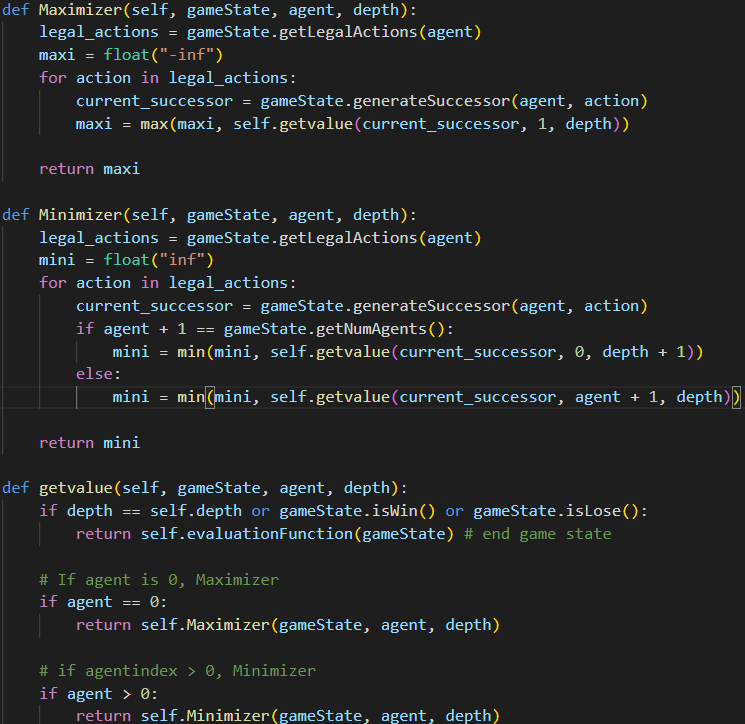 def Maximizer(self, gameState, agent, depth):
    legal_actions = gameState.getLegalActions(agent)
    maxi = float("-inf")
    for action in legal_actions:
        current_successor = gameState.generateSuccessor(agent, action)
        maxi = max(maxi, self.getvalue(current_successor, 1, depth))

    return maxi

def Minimizer(self, gameState, agent, depth):
    legal_actions = gameState.getLegalActions(agent)
    mini = float("inf")
    for action in legal_actions:
        current_successor = gameState.generateSuccessor(agent, action)
        if agent + 1 == gameState.getNumAgents():
            mini = min(mini, self.getvalue(current_successor, 0, depth + 1))
        else:
            mini = min(mini, self.getvalue(current_successor, agent + 1, depth))

    return mini

def getvalue(self, gameState, agent, depth):
    if depth == self.depth or gameState.isWin() or gameState.isLose():
        return self.evaluationFunction(gameState) # end game state

    # If agent is 0, Maximizer
    if agent == 0:
        return self.Maximizer(gameState, agent, depth)

    # if agentindex > 0, Minimizer
    if agent > 0:
        return self.Minimizer(gameState, agent, depth)